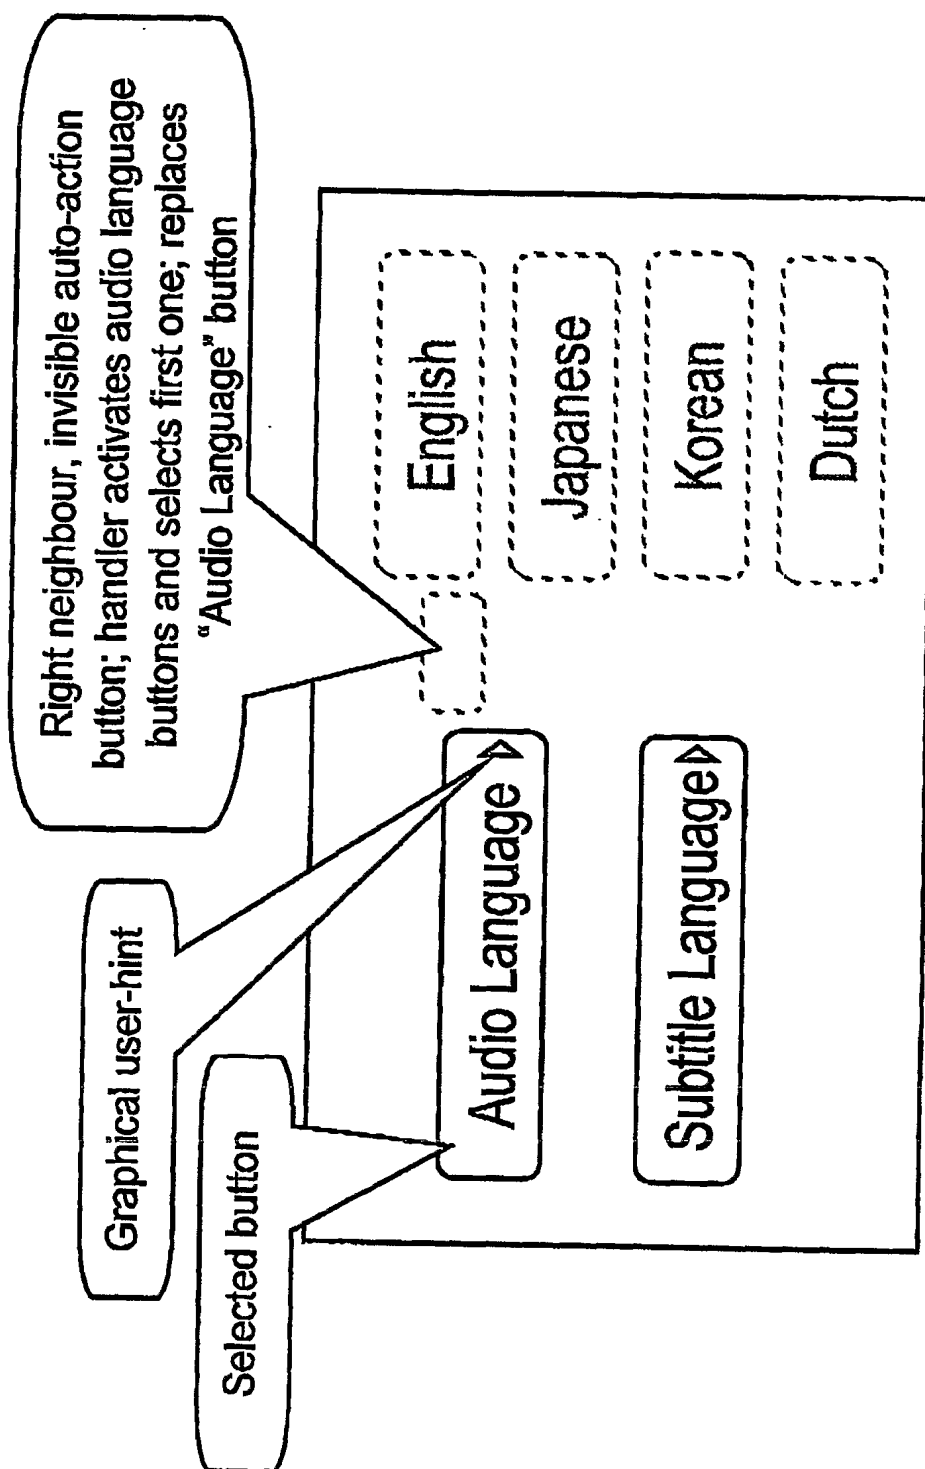 Graphical user-hint
Selected button
Right neighbour, invisible auto-action
button; handler activates audio language
buttons and selects first one; replaces
“Audio Language” button
Audio Language
Subtitle Language
English
Japanese
Korean
Dutch